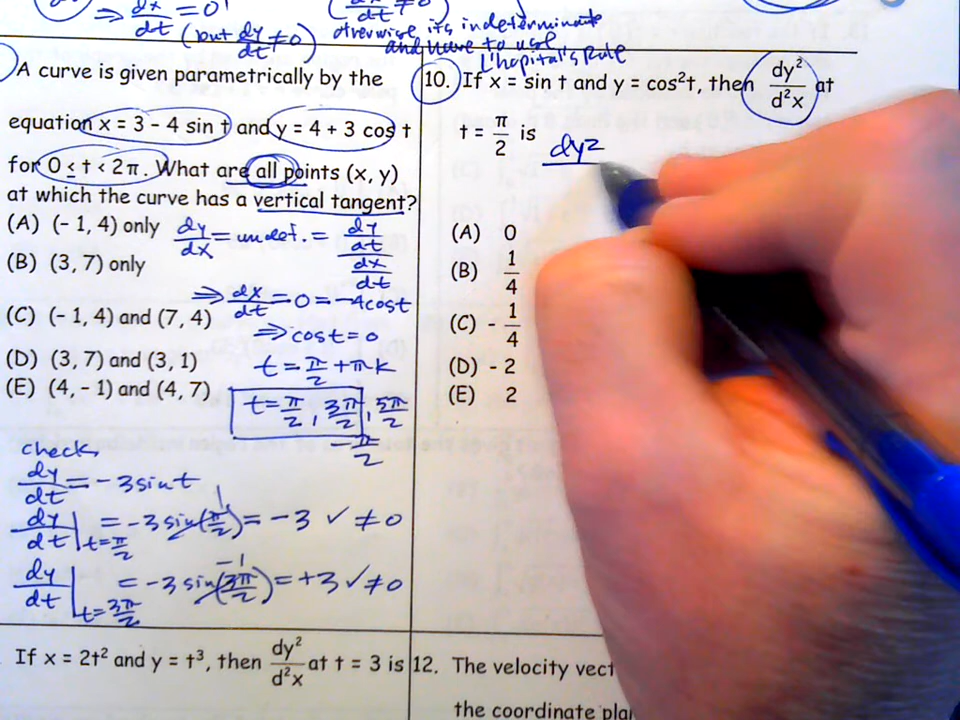 ⇒ dx/dt = 0 (but dy/dt ≠ 0) (dx/dt ≠ 0)
otherwise its indeterminate
and have to use
L'hopital's Rule
A curve is given parametrically by the
equation x = 3 – 4 sin t and y = 4 + 3 cos t
for 0 ≤ t < 2π. What are all points (x, y)
at which the curve has a vertical tangent?
(A) (- 1, 4) only
(B) (3, 7) only
(C) (- 1, 4) and (7, 4)
(D) (3, 7) and (3, 1)
(E) (4, - 1) and (4, 7)
dy/dx = undef. = dy/dt / dx/dt
⇒ dx/dt = 0 = -4cost
⇒ cost = 0
t = π/2 + πk
t = π/2, 3π/2, 5π/2
-π/2
check,
dy/dt = -3sint
dy/dt | t=π/2 = -3 sin(π/2) 1 = -3 ✓ ≠0
dy/dt | t=3π/2 = -3 sin(3π/2) -1 = +3 ✓ ≠0
10. If x = sin t and y = cos²t, then dy²/d²x at
t = π/2 is
dy2
(A) 0
(B) 1/4
(C) - 1/4
(D) - 2
(E) 2
If x = 2t² and y = t³, then dy²/d²x at t = 3 is
12. The velocity vect
the coordinate plan